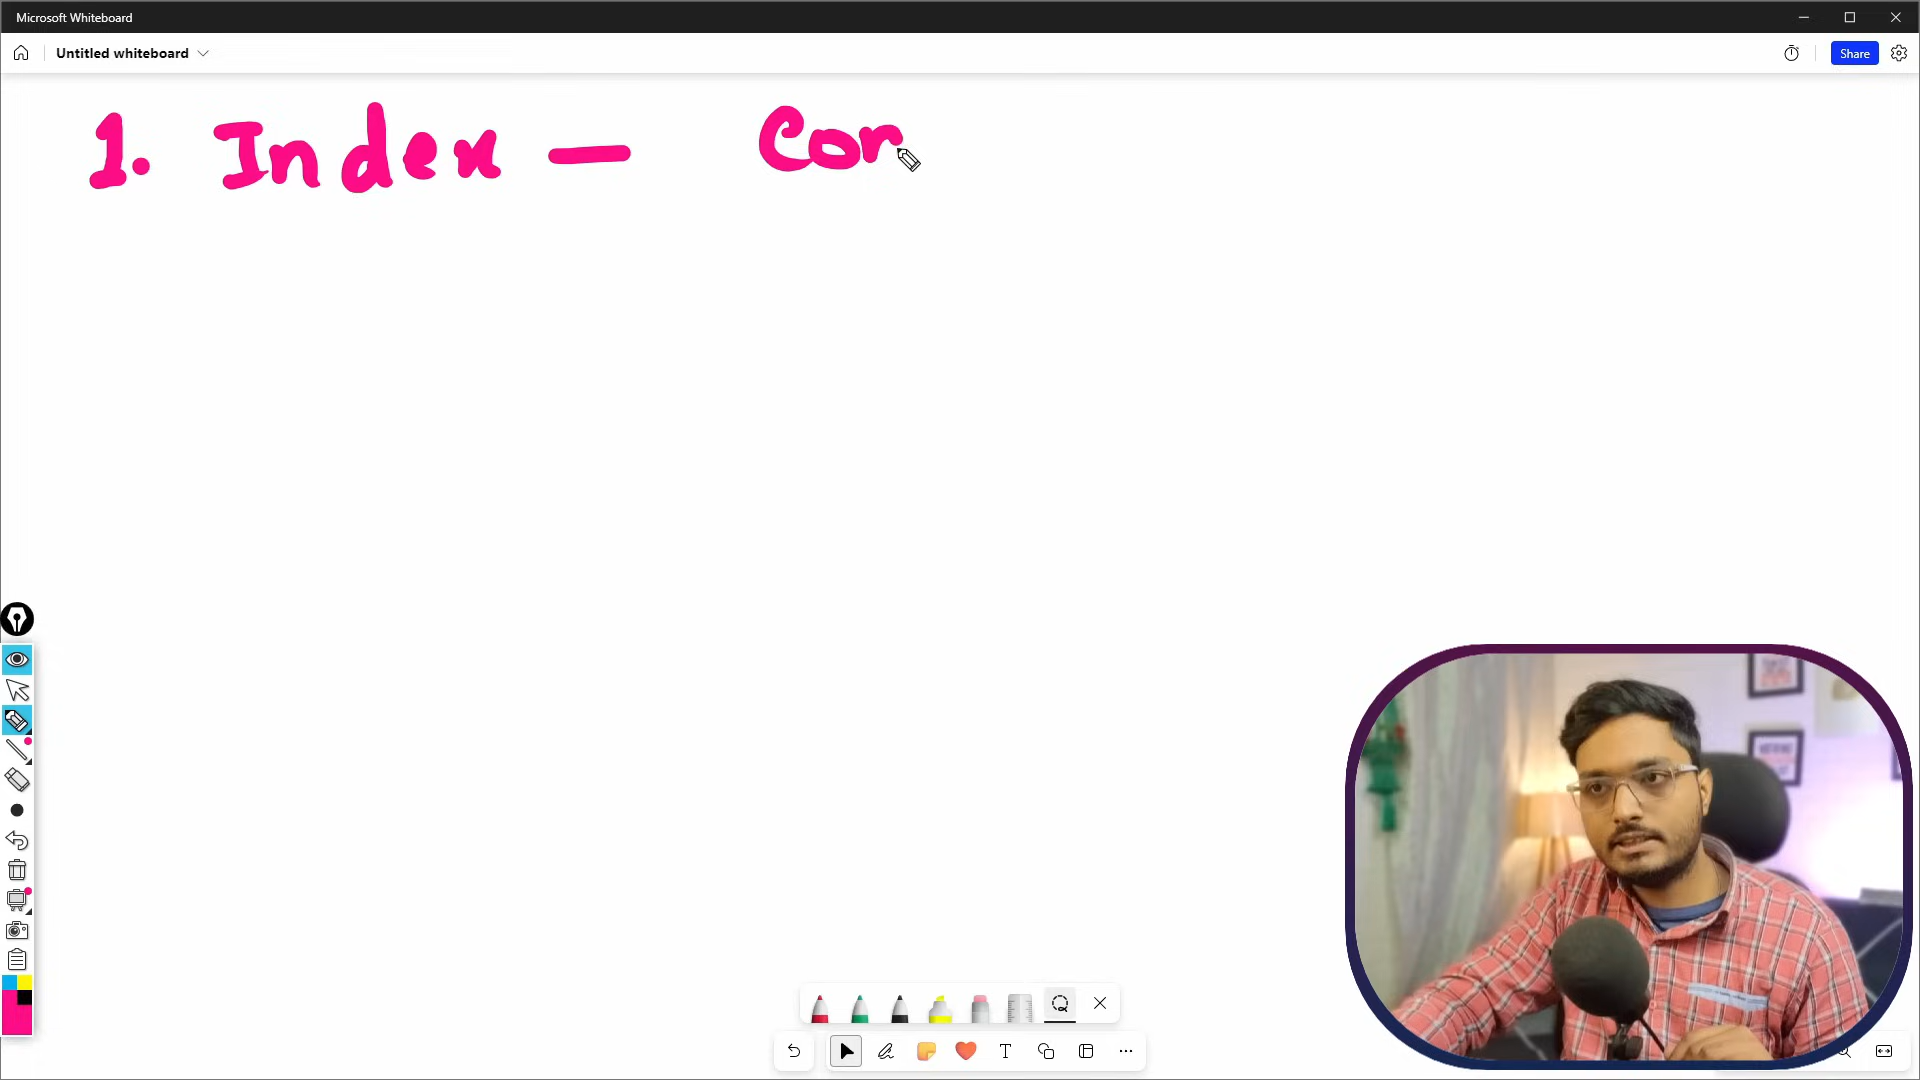 Microsoft Whiteboard
Untitled whiteboard
Share
1. Index — Cor